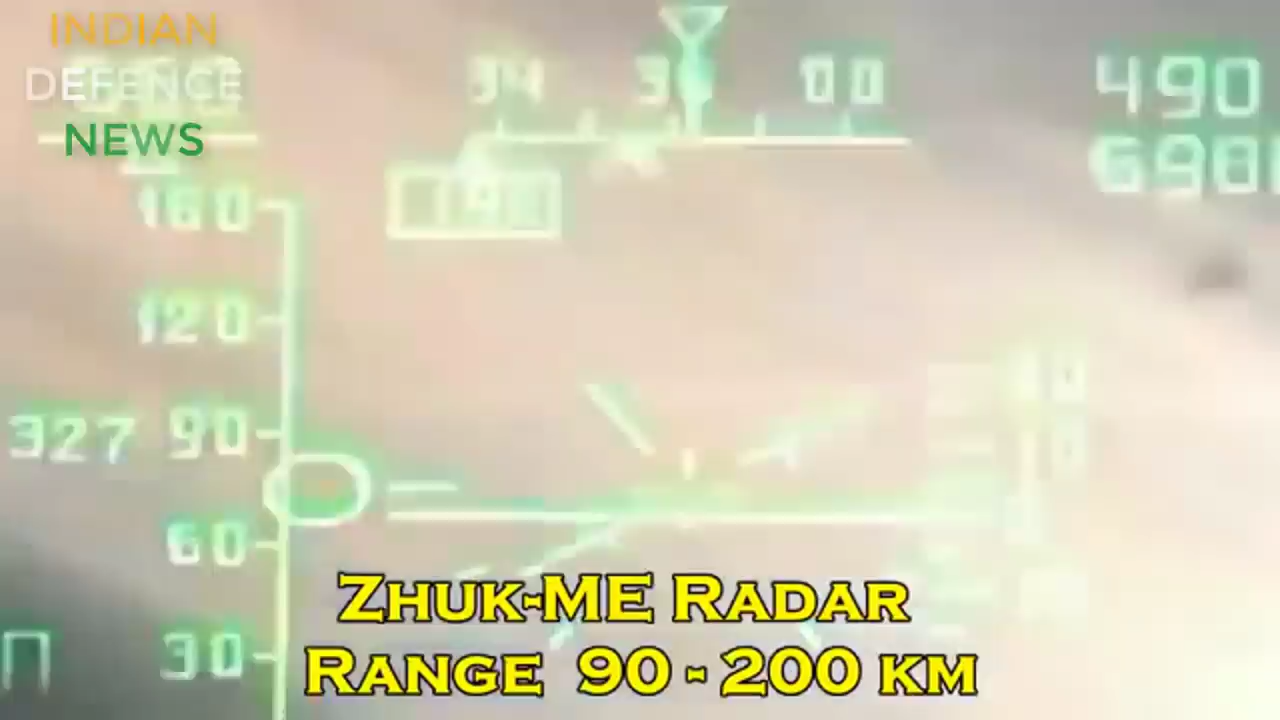 INDIAN
DEFENCE
NEWS
34 00
490
160
120
327 90
60
П 30
ZHUK-ME RADAR
RANGE 90 - 200 KM